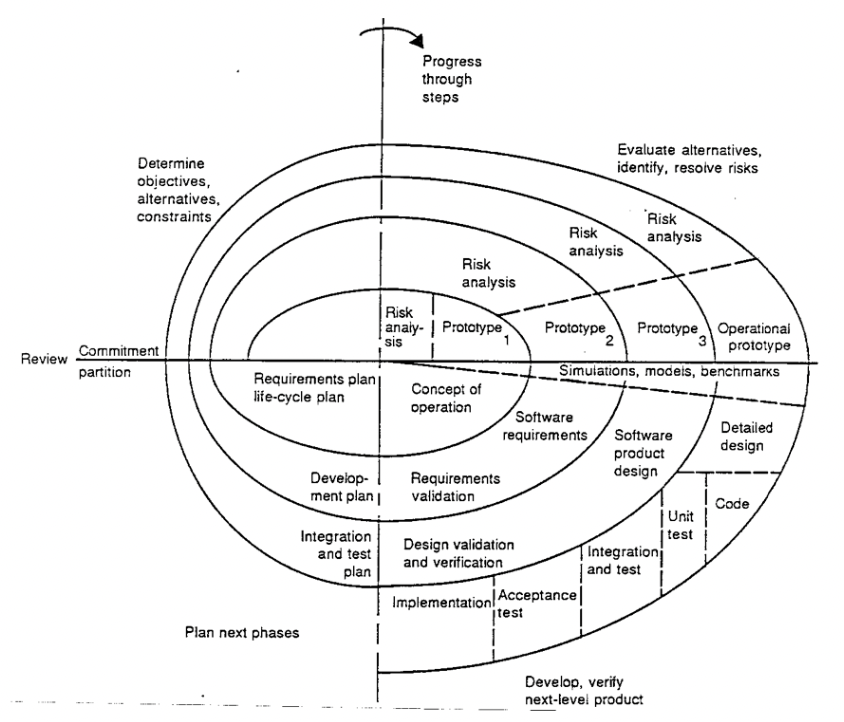 Progress
through
steps
Evaluate alternatives,
identify, resolve risks
Determine
objectives,
alternatives,
constraints
Risk
analysis
Risk
analysis
Risk
analysis
Risk
analy-
sis
Prototype
1
Prototype
2
Prototype
3
Operational
prototype
Review
Commitment
partition
Simulations, models, benchmarks
Requirements plan
life-cycle plan
Concept of
operation
Software
requirements
Software
product
design
Detailed
design
Develop-
ment plan
Requirements
validation
Code
Unit
test
Integration
and test
plan
Design validation
and verification
Integration
and test
Implementation
Acceptance
test
Plan next phases
Develop, verify
next-level product